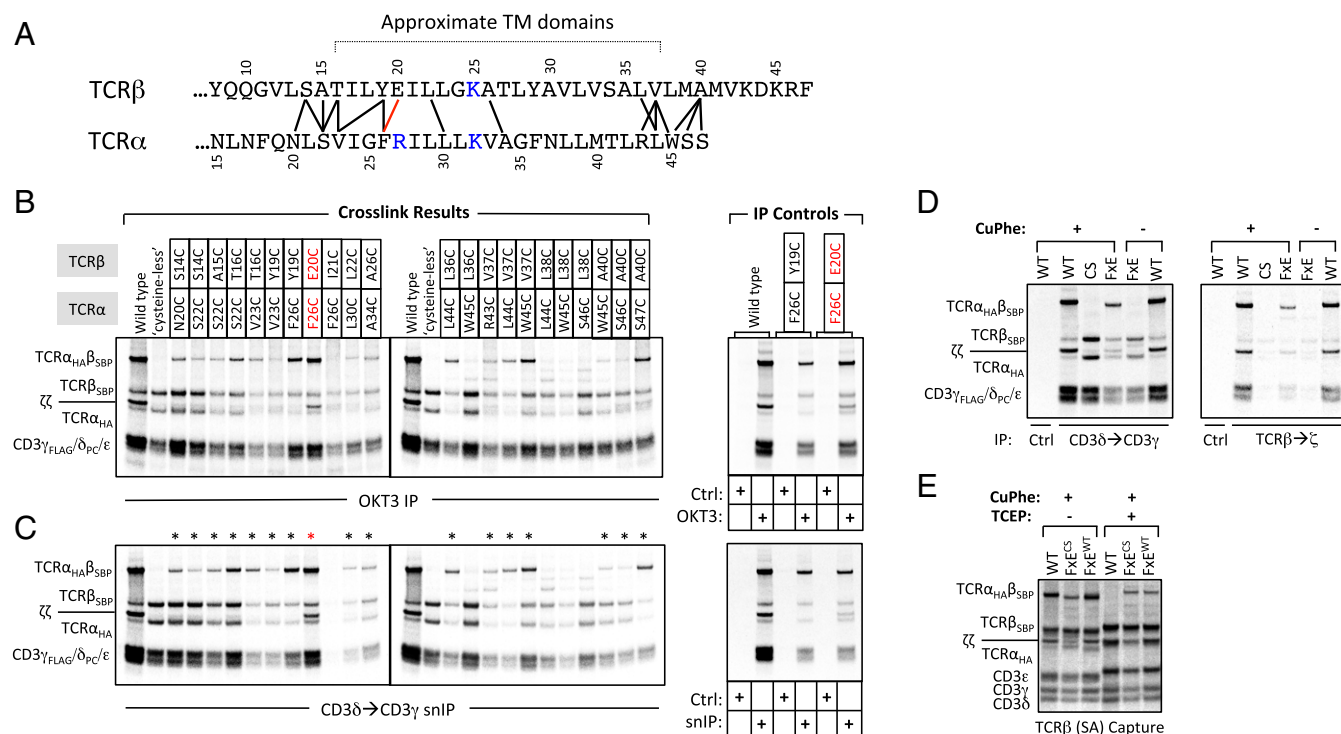 A
Approximate TM domains
10 15 20 25 30 35 40 45
TCRβ ...YQQGVLSATILYEILLGKATLYAVLVSALVLMAMVKDKRF
TCRα ...NLNFQNLSVIGFRILLLKVAGFNLLMTLRLWSS
15 20 25 30 35 40 45
B
Crosslink Results
IP Controls
TCRβ
S14C S14C A15C T16C T16C Y19C Y19C E20C I21C L22C A26C
L36C L36C V37C V37C V37C L38C L38C L38C A40C A40C A40C
Y19C E20C
TCRα
Wild type 'cysteine-less' N20C S22C S22C S22C V23C V23C F26C F26C F26C L30C A34C
Wild type 'cysteine-less' L44C W45C R43C L44C W45C L44C W45C S46C W45C S46C S47C
Wild type F26C F26C
TCRαHAβSBP
TCRβSBP
ζζ
TCRαHA
CD3γFLAG/δPC/ε
OKT3 IP
Ctrl: + + +
OKT3: + + +
C
* * * * * * * * * * * * * * * * *
TCRαHAβSBP
TCRβSBP
ζζ
TCRαHA
CD3γFLAG/δPC/ε
CD3δ→CD3γ snIP
Ctrl: + + +
snIP: + + +
D
CuPhe: + - + -
WT WT CS FxE FxE WT WT WT CS FxE FxE WT
TCRαHAβSBP
TCRβSBP
ζζ
TCRαHA
CD3γFLAG/δPC/ε
IP: Ctrl CD3δ→CD3γ Ctrl TCRβ→ζ
E
CuPhe: + +
TCEP: - +
WT FxECS FxEWT WT FxECS FxEWT
TCRαHAβSBP
TCRβSBP
ζζ
TCRαHA
CD3ε
CD3γ
CD3δ
TCRβ (SA) Capture